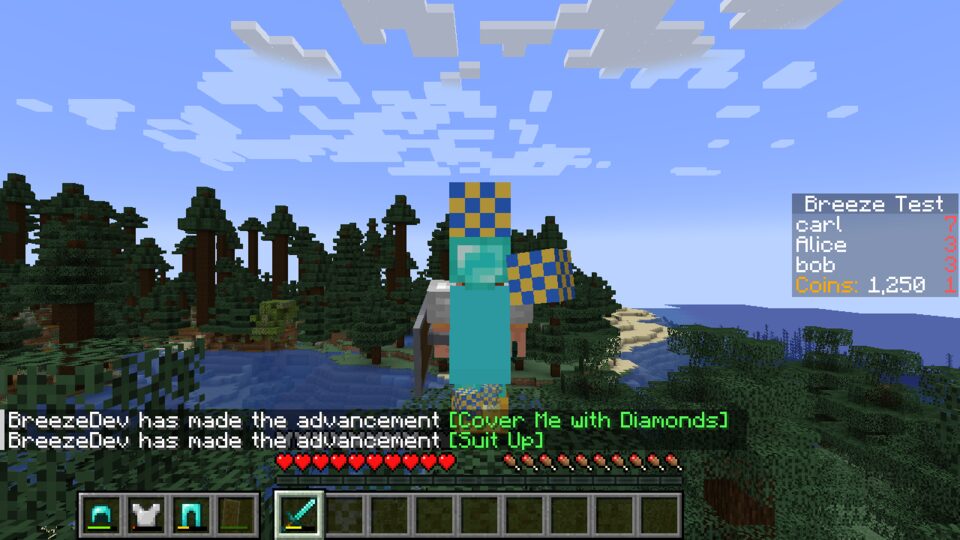 Breeze Test
carl 7
Alice 3
bob 3
Coins: 1,250 1
BreezeDev has made the advancement [Cover Me with Diamonds]
BreezeDev has made the advancement [Suit Up]